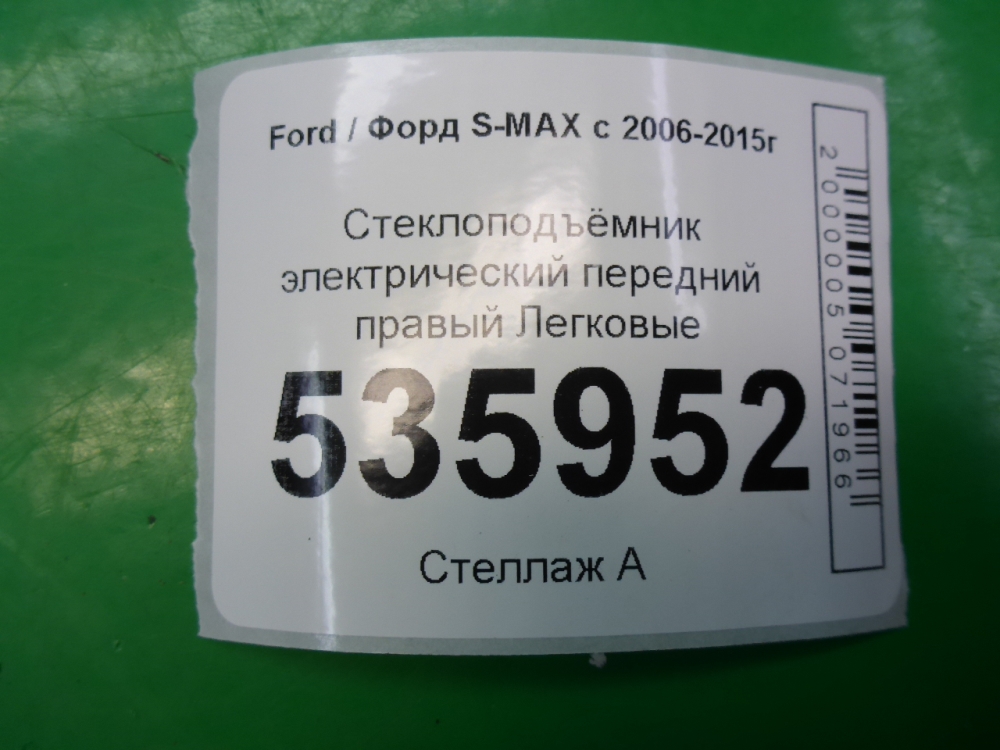 Ford / Форд S-MAX с 2006-2015г
Стеклоподъёмник
электрический передний
правый Легковые
535952
Стеллаж А
2000005071966